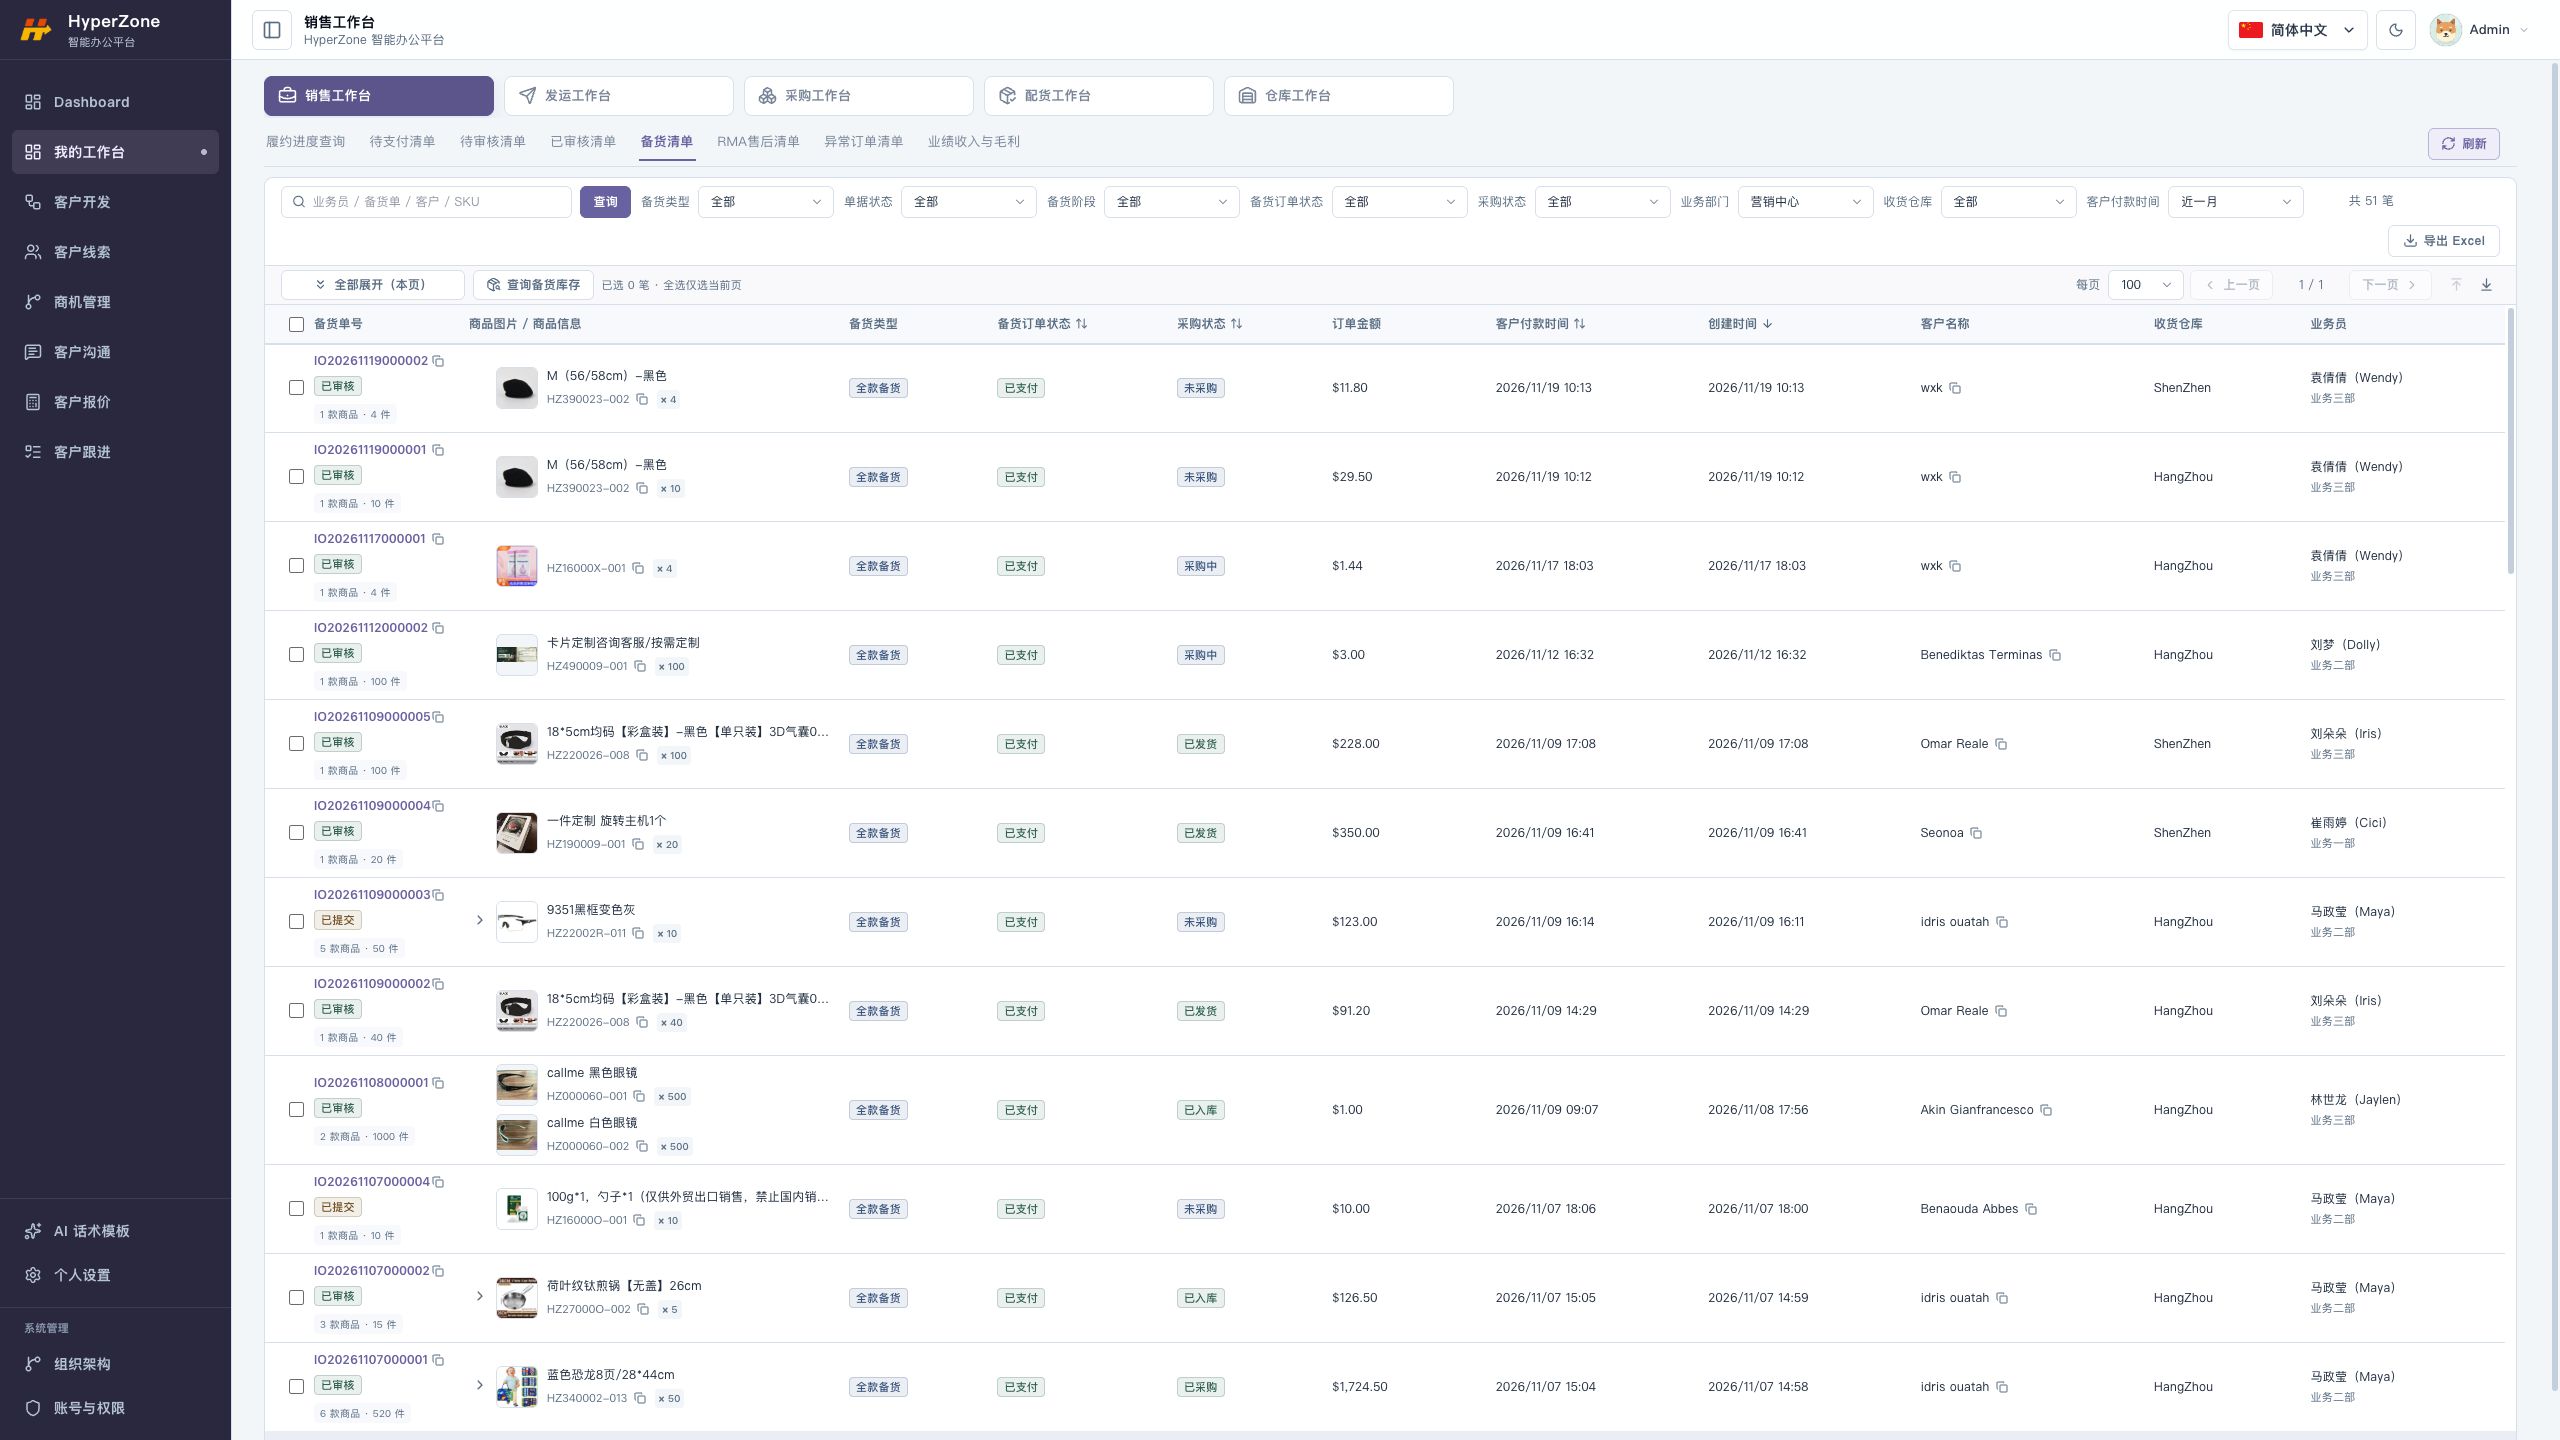 HyperZone
智能办公平台
Dashboard
我的工作台
客户开发
客户线索
商机管理
客户沟通
客户报价
客户跟进
AI 话术模板
个人设置
系统管理
组织架构
账号与权限
销售工作台
HyperZone 智能办公平台
简体中文
Admin
销售工作台 发运工作台 采购工作台 配货工作台 仓库工作台
履约进度查询 待支付清单 待审核清单 已审核清单 备货清单 RMA售后清单 异常订单清单 业绩收入与毛利
刷新
业务员 / 备货单 / 客户 / SKU 查询 备货类型 全部 单据状态 全部 备货阶段 全部 备货订单状态 全部 采购状态 全部 业务部门 营销中心 收货仓库 全部 客户付款时间 近一月 共 51 笔
导出 Excel
全部展开（本页） 查询备货库存 已选 0 笔 · 全选仅选当前页 每页 100 上一页 1 / 1 下一页
备货单号 商品图片 / 商品信息 备货类型 备货订单状态 采购状态 订单金额 客户付款时间 创建时间 客户名称 收货仓库 业务员
IO20261119000002
已审核
1 款商品 · 4 件
M（56/58cm）-黑色
HZ390023-002 × 4
全款备货 已支付 未采购 $11.80 2026/11/19 10:13 2026/11/19 10:13 wxk ShenZhen
袁倩倩（Wendy）
业务三部
IO20261119000001
已审核
1 款商品 · 10 件
M（56/58cm）-黑色
HZ390023-002 × 10
全款备货 已支付 未采购 $29.50 2026/11/19 10:12 2026/11/19 10:12 wxk HangZhou
袁倩倩（Wendy）
业务三部
IO20261117000001
已审核
1 款商品 · 4 件
HZ16000X-001 × 4
全款备货 已支付 采购中 $1.44 2026/11/17 18:03 2026/11/17 18:03 wxk HangZhou
袁倩倩（Wendy）
业务三部
IO20261112000002
已审核
1 款商品 · 100 件
卡片定制咨询客服/按需定制
HZ490009-001 × 100
全款备货 已支付 采购中 $3.00 2026/11/12 16:32 2026/11/12 16:32 Benediktas Terminas HangZhou
刘梦（Dolly）
业务二部
IO20261109000005
已审核
1 款商品 · 100 件
18*5cm均码【彩盒装】-黑色【单只装】3D气囊0...
HZ220026-008 × 100
全款备货 已支付 已发货 $228.00 2026/11/09 17:08 2026/11/09 17:08 Omar Reale ShenZhen
刘朵朵（Iris）
业务三部
IO20261109000004
已审核
1 款商品 · 20 件
一件定制 旋转主机1个
HZ190009-001 × 20
全款备货 已支付 已发货 $350.00 2026/11/09 16:41 2026/11/09 16:41 Seonoa ShenZhen
崔雨婷（Cici）
业务一部
IO20261109000003
已提交
5 款商品 · 50 件
9351黑框变色灰
HZ22002R-011 × 10
全款备货 已支付 未采购 $123.00 2026/11/09 16:14 2026/11/09 16:11 idris ouatah HangZhou
马政莹（Maya）
业务二部
IO20261109000002
已审核
1 款商品 · 40 件
18*5cm均码【彩盒装】-黑色【单只装】3D气囊0...
HZ220026-008 × 40
全款备货 已支付 已发货 $91.20 2026/11/09 14:29 2026/11/09 14:29 Omar Reale HangZhou
刘朵朵（Iris）
业务三部
IO20261108000001
已审核
2 款商品 · 1000 件
callme 黑色眼镜
HZ000060-001 × 500
callme 白色眼镜
HZ000060-002 × 500
全款备货 已支付 已入库 $1.00 2026/11/09 09:07 2026/11/08 17:56 Akin Gianfrancesco HangZhou
林世龙（Jaylen）
业务三部
IO20261107000004
已提交
1 款商品 · 10 件
100g*1，勺子*1（仅供外贸出口销售，禁止国内销...
HZ16000O-001 × 10
全款备货 已支付 未采购 $10.00 2026/11/07 18:06 2026/11/07 18:00 Benaouda Abbes HangZhou
马政莹（Maya）
业务二部
IO20261107000002
已审核
3 款商品 · 15 件
荷叶纹钛煎锅【无盖】26cm
HZ27000O-002 × 5
全款备货 已支付 已入库 $126.50 2026/11/07 15:05 2026/11/07 14:59 idris ouatah HangZhou
马政莹（Maya）
业务二部
IO20261107000001
已审核
6 款商品 · 520 件
蓝色恐龙8页/28*44cm
HZ340002-013 × 50
全款备货 已支付 已采购 $1,724.50 2026/11/07 15:04 2026/11/07 14:58 idris ouatah HangZhou
马政莹（Maya）
业务二部